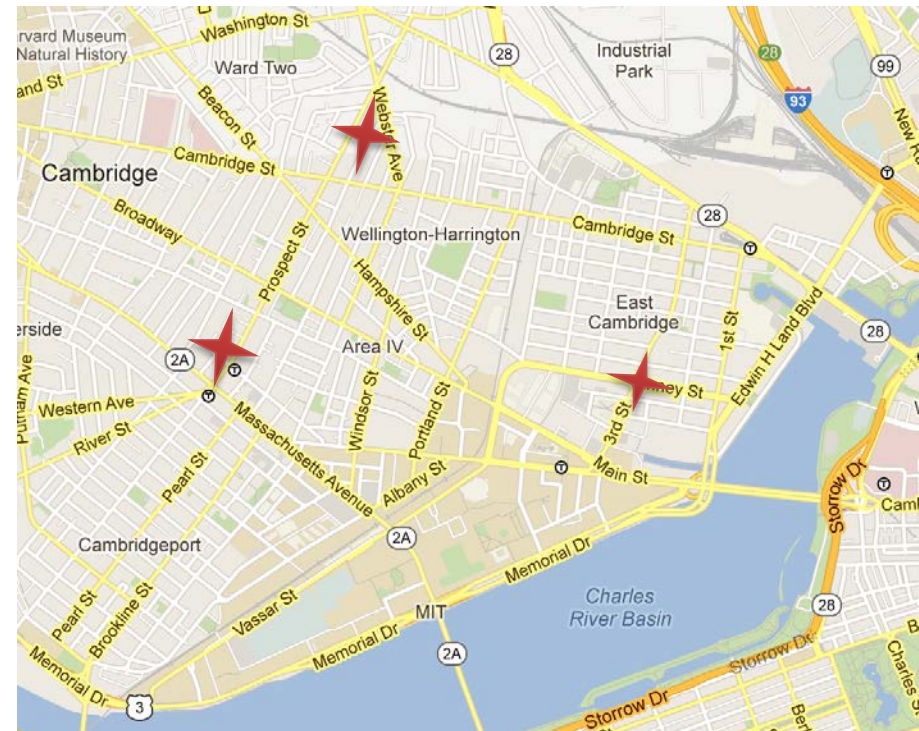 Washington St
28
Industrial
Park
28
99
arvard Museum
Natural History
Ward Two
and St
Beacon St
Webster Ave
93
New R
Cambridge St
Cambridge
Broadway
Prospect St
Wellington-Harrington
Cambridge St
28
T
T
Hampshire St
East
Cambridge
1st St
Edwin H Land Blvd
28
erside
2A
Area IV
T
T
nney St
Putnam Ave
Western Ave
River St
Massachusetts Avenue
Windsor St
Portland St
3rd St
Pearl St
Albany St
T
Main St
Storrow Dr
T
Caml
2A
Cambridgeport
Memorial Dr
Charles
River Basin
28
Pearl St
Brookline St
Vassar St
MIT
Memorial Dr
2A
Storrow Dr
B
Charles S
Memorial Dr
3
Storrow Dr
Ber